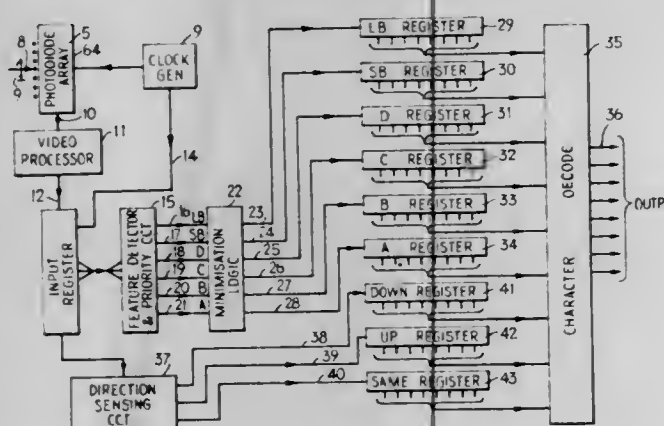 8
5
64
PHOTODIODE ARRAY
9
CLOCK GEN
10
VIDEO PROCESSOR
11
14
12
INPUT REGISTER
15
FEATURE DETECTOR & PRIORITY CCT
16 LB
17 SB
18 D
19 C
20 B
21 A
22
MINIMISATION LOGIC
23
24
25
26
27
28
LB REGISTER
29
SB REGISTER
30
D REGISTER
31
C REGISTER
32
B REGISTER
33
A REGISTER
34
DOWN REGISTER
41
UP REGISTER
42
SAME REGISTER
43
37
DIRECTION SENSING CCT
38
39
40
35
CHARACTER DECODE
36
OUTP